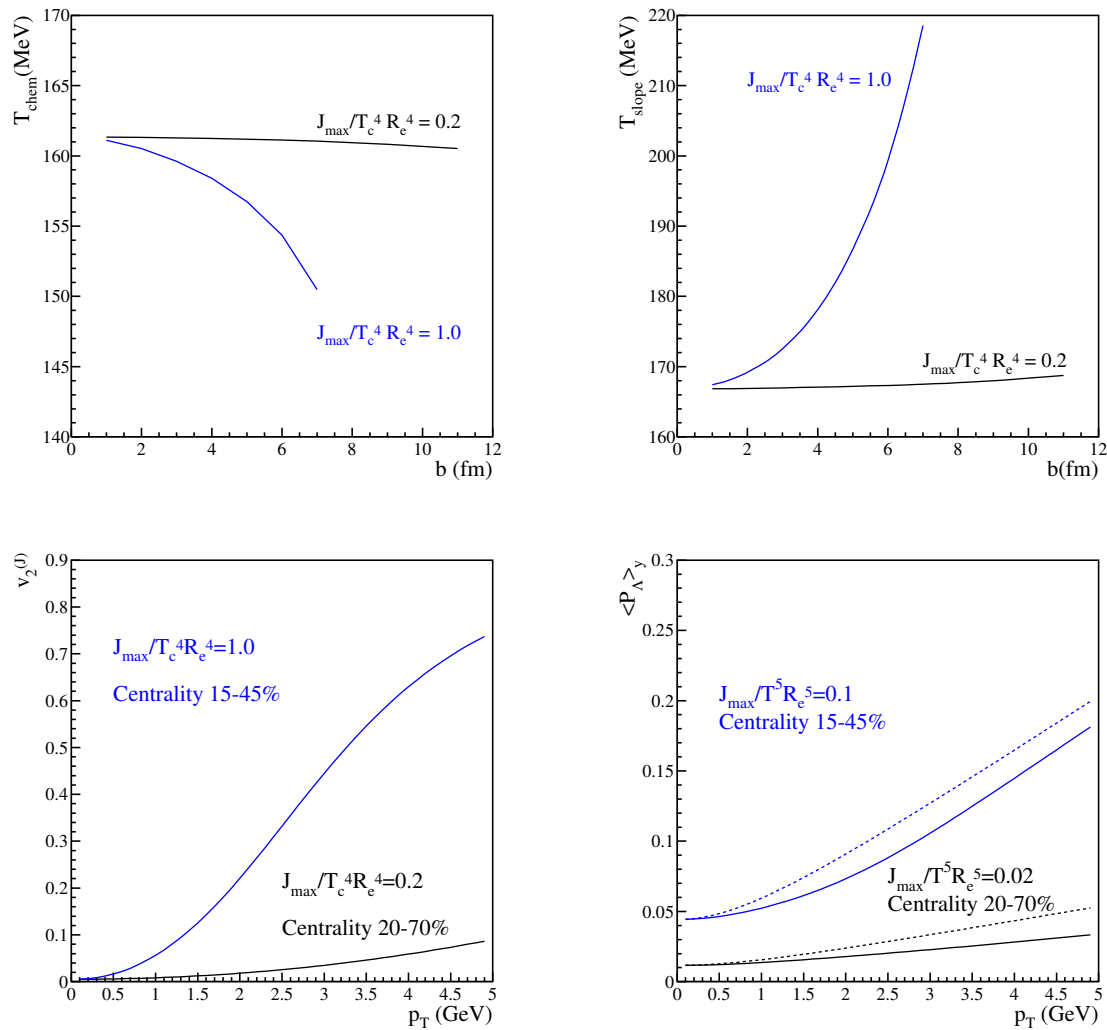 T_chem(MeV)
170
165
160
155
150
145
140
J_max/T_c^4 R_e^4 = 0.2
J_max/T_c^4 R_e^4 = 1.0
0 2 4 6 8 10 12
b (fm)
T_slope (MeV)
220
210
200
190
180
170
160
J_max/T_c^4 R_e^4 = 1.0
J_max/T_c^4 R_e^4 = 0.2
0 2 4 6 8 10 12
b(fm)
v_2^(J)
0.9
0.8
0.7
0.6
0.5
0.4
0.3
0.2
0.1
0
J_max/T_c^4R_e^4=1.0
Centrality 15-45%
J_max/T_c^4R_e^4=0.2
Centrality 20-70%
0 0.5 1 1.5 2 2.5 3 3.5 4 4.5 5
p_T (GeV)
<P_Λ>_y
0.3
0.25
0.2
0.15
0.1
0.05
0
J_max/T^5R_e^5=0.1
Centrality 15-45%
J_max/T^5R_e^5=0.02
Centrality 20-70%
0 0.5 1 1.5 2 2.5 3 3.5 4 4.5 5
p_T (GeV)